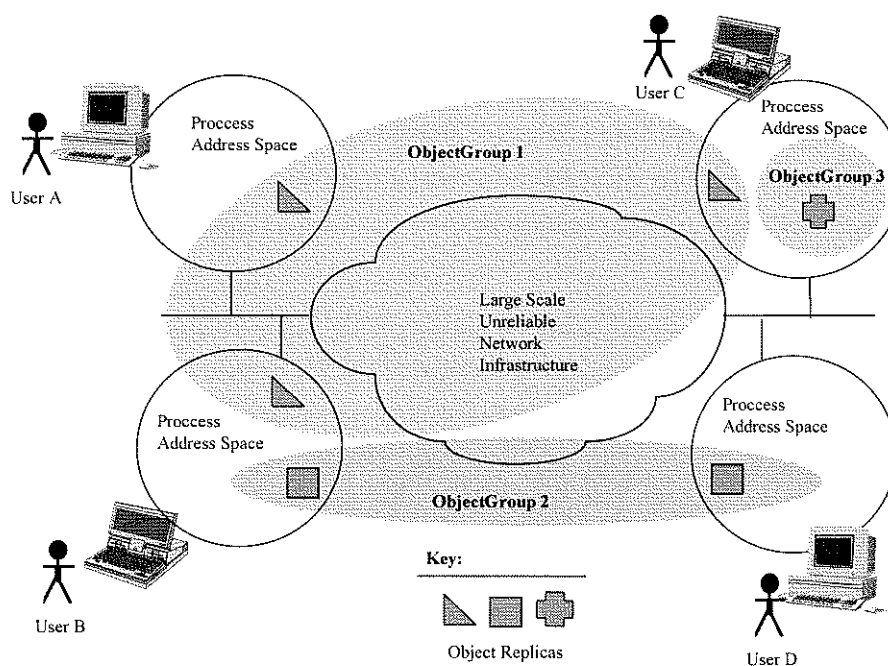 User C
Proccess
Address Space
ObjectGroup 3
Proccess
Address Space
ObjectGroup 1
User A
Large Scale
Unreliable
Network
Infrastructure
Proccess
Address Space
Proccess
Address Space
ObjectGroup 2
User B
Key:
Object Replicas
User D